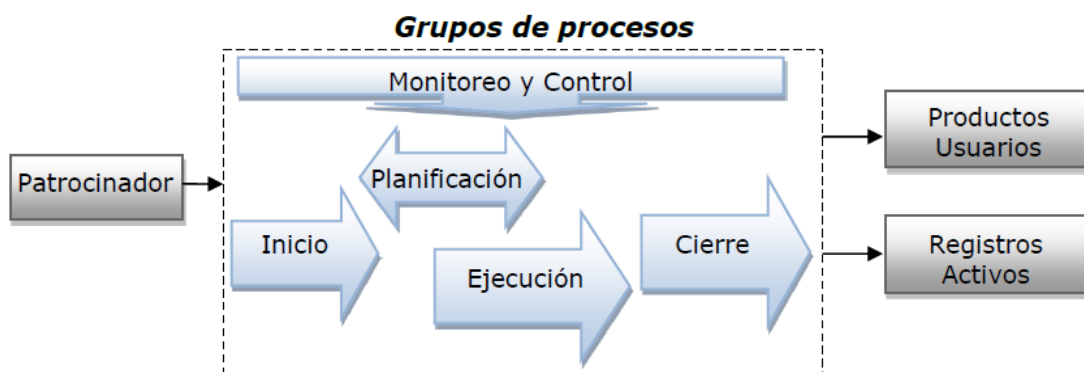 Grupos de procesos
Monitoreo y Control
Patrocinador
Planificación
Inicio
Ejecución
Cierre
Productos
Usuarios
Registros
Activos